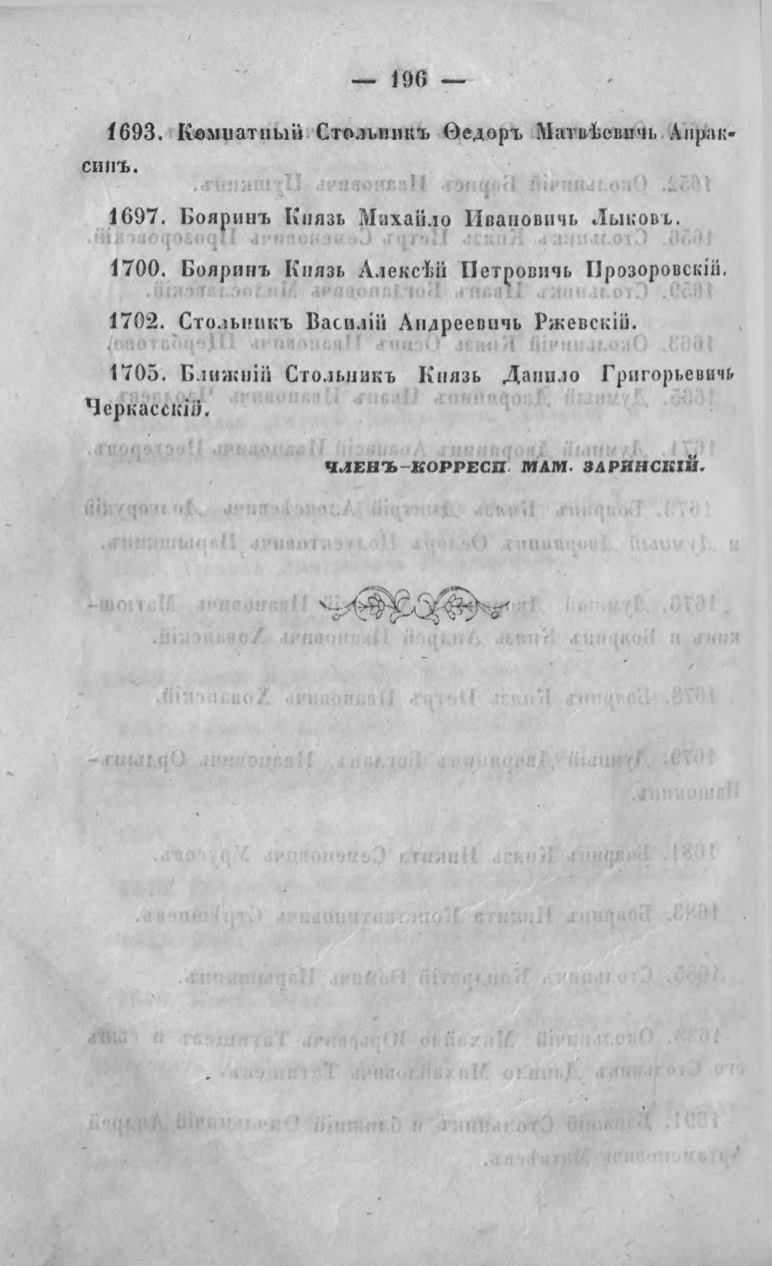 — 196 —
1693. Комнатный Стольникъ Ѳедоръ Матвѣевичь Апрак-
синъ.
1697. Бояринъ Князь Михайло Ивановичь Лыковъ.
1700. Бояринъ Князь Алексѣй Петровичь Прозоровскій.
1702. Стольникъ Василій Андреевичь Ржевскій.
1705. Ближній Стольникъ Князь Данило Григорьевичь
Черкасскій.
ЧЛЕНЪ-КОРРЕСП. МАМ. ЗАРИНСКІЙ.